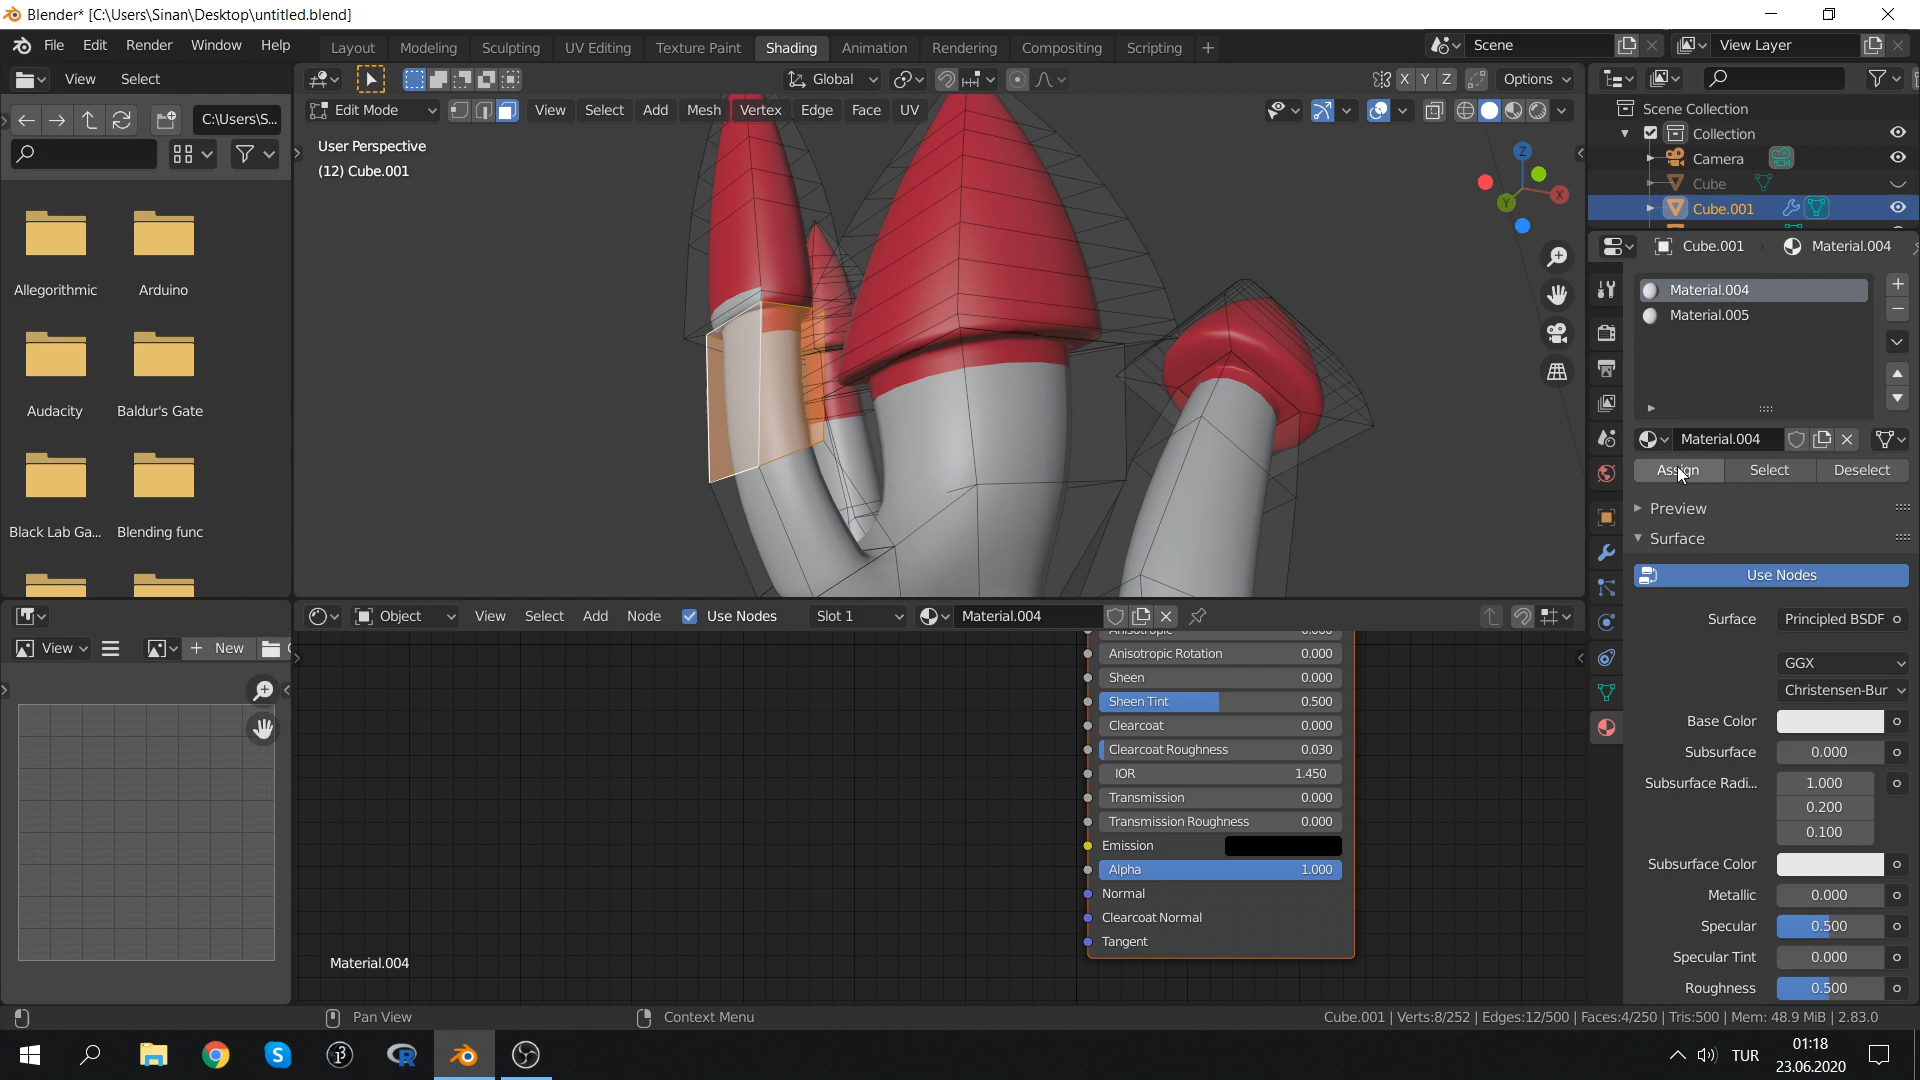 Blender* [C:\Users\Sinan\Desktop\untitled.blend]
File Edit Render Window Help
Layout Modeling Sculpting UV Editing Texture Paint Shading Animation Rendering Compositing Scripting +
Scene
View Layer
View Select
Global
X Y Z
Options
C:\Users\S...
Edit Mode
View Select Add Mesh Vertex Edge Face UV
User Perspective
(12) Cube.001
Z
X
Y
Allegorithmic
Arduino
Audacity
Baldur's Gate
Black Lab Ga...
Blending func
Scene Collection
Collection
Camera
Cube
Cube.001
Cube.001
Material.004
Material.004
Material.005
Material.004
Assign
Select
Deselect
Preview
Surface
Use Nodes
Surface Principled BSDF
GGX
Christensen-Bur
Base Color
Subsurface 0.000
Subsurface Radi... 1.000
0.200
0.100
Subsurface Color
Metallic 0.000
Specular 0.500
Specular Tint 0.000
Roughness 0.500
View
New
Object
View Select Add Node
Use Nodes
Slot 1
Material.004
Anisotropic 0.000
Anisotropic Rotation 0.000
Sheen 0.000
Sheen Tint 0.500
Clearcoat 0.000
Clearcoat Roughness 0.030
IOR 1.450
Transmission 0.000
Transmission Roughness 0.000
Emission
Alpha 1.000
Normal
Clearcoat Normal
Tangent
Material.004
Pan View
Context Menu
Cube.001 | Verts:8/252 | Edges:12/500 | Faces:4/250 | Tris:500 | Mem: 48.9 MiB | 2.83.0
TUR
01:18
23.06.2020